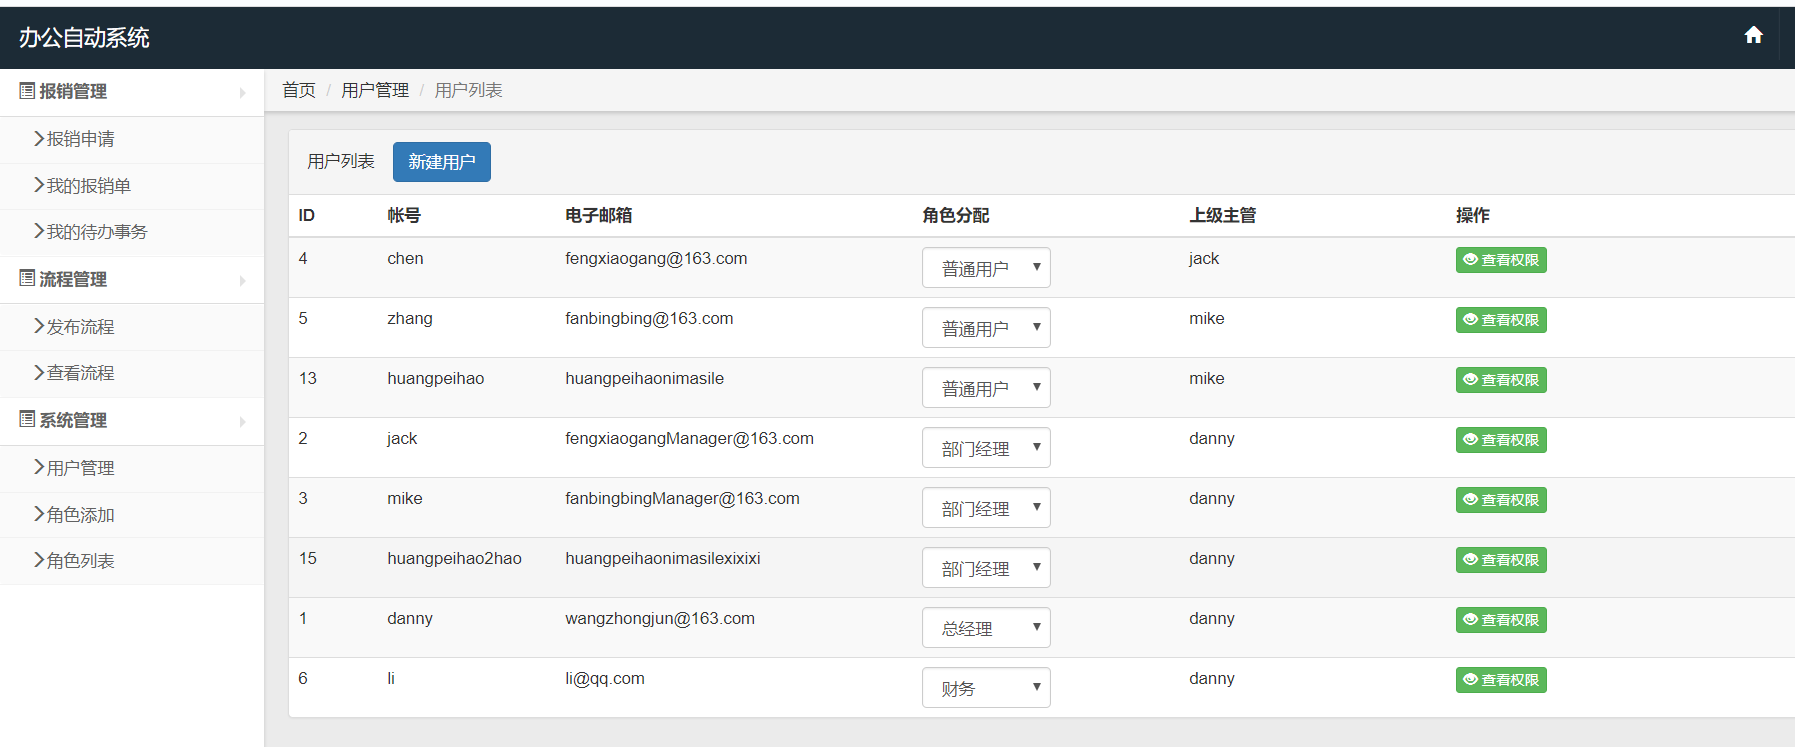 办公自动系统
报销管理
报销申请
我的报销单
我的待办事务
流程管理
发布流程
查看流程
系统管理
用户管理
角色添加
角色列表
首页 / 用户管理 / 用户列表
用户列表 新建用户
ID 帐号 电子邮箱 角色分配 上级主管 操作
4 chen fengxiaogang@163.com 普通用户 jack 查看权限
5 zhang fanbingbing@163.com 普通用户 mike 查看权限
13 huangpeihao huangpeihaonimasile 普通用户 mike 查看权限
2 jack fengxiaogangManager@163.com 部门经理 danny 查看权限
3 mike fanbingbingManager@163.com 部门经理 danny 查看权限
15 huangpeihao2hao huangpeihaonimasilexixixi 部门经理 danny 查看权限
1 danny wangzhongjun@163.com 总经理 danny 查看权限
6 li li@qq.com 财务 danny 查看权限